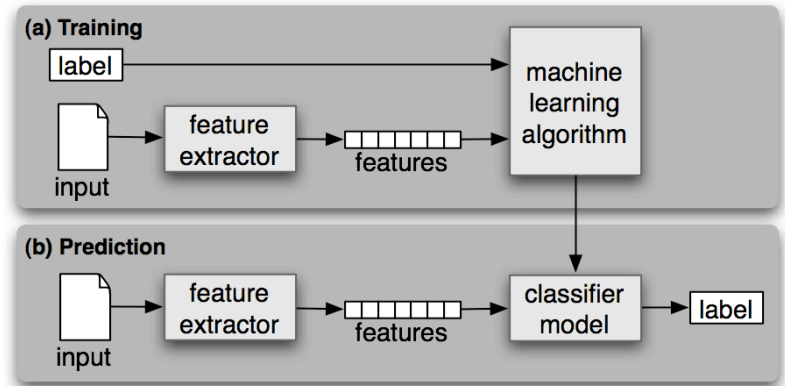 (a) Training
label
machine
learning
algorithm
feature
extractor
features
input
(b) Prediction
feature
extractor
features
classifier
model
label
input